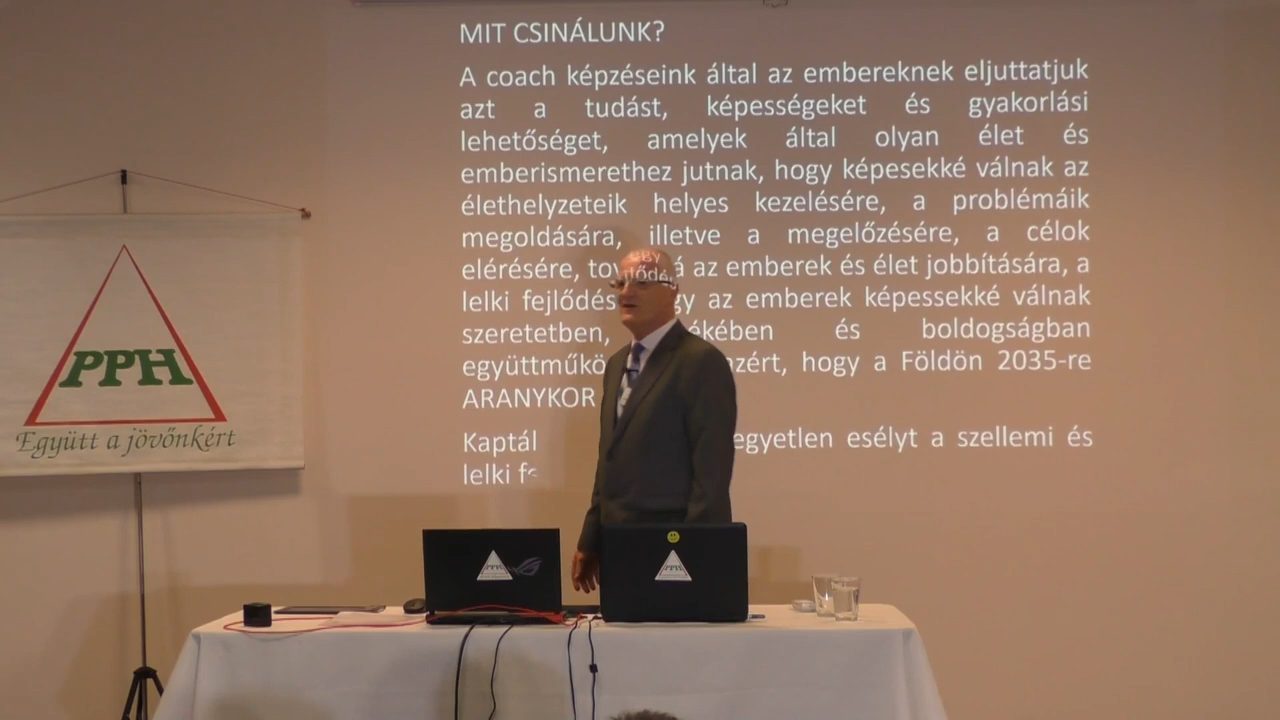 MIT CSINÁLUNK?
A coach képzéseink által az embereknek eljuttatjuk
azt a tudást, képességeket és gyakorlási
lehetőséget, amelyek által olyan élet és
emberismerethez jutnak, hogy képesekké válnak az
élethelyzeteik helyes kezelésére, a problémáik
megoldására, illetve a megelőzésére, a célok
elérésére, az emberek és élet jobbítására, a
lelki az emberek képessekké válnak
szeretetben, és boldogságban
hogy a Földön 2035-re
ARANYKOR
egyetlen esélyt a szellemi és
lelki
PPH
Együtt a jövőnkért
PPH
PPH